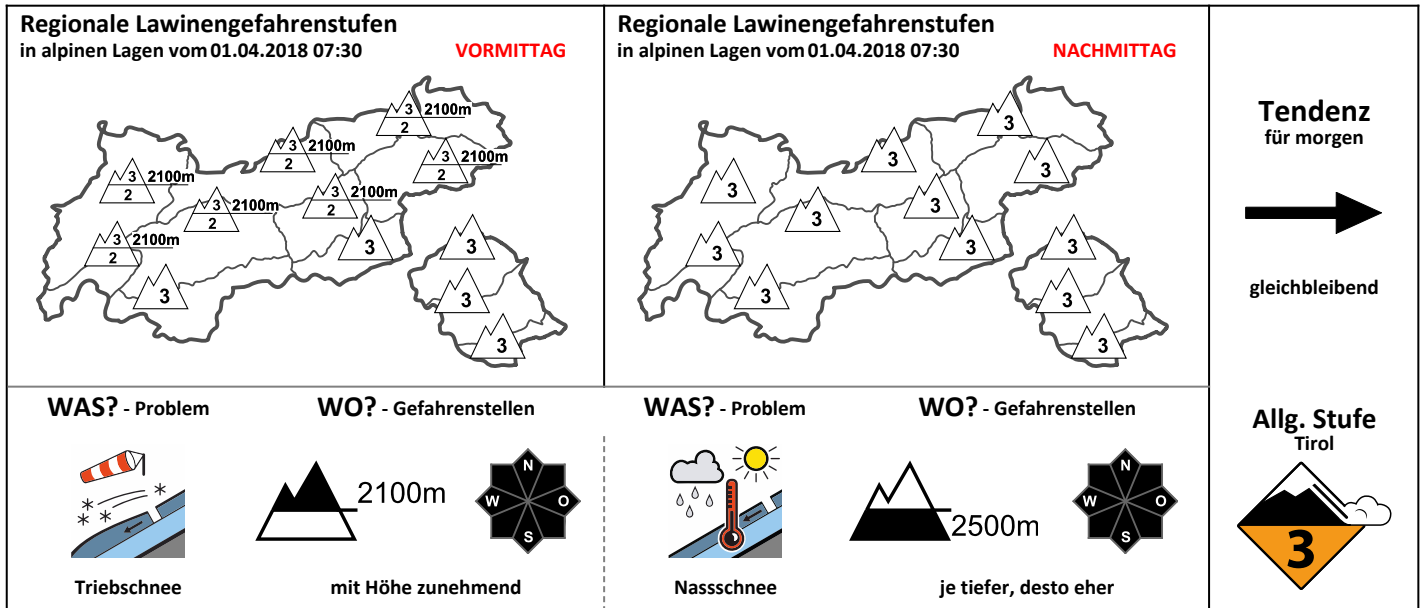 Regionale Lawinengefahrenstufen
in alpinen Lagen vom 01.04.2018 07:30 VORMITTAG
3 2100m
2
3 2100m
2
3 2100m
2
3 2100m
2
3 2100m
2
3 2100m
2
3 2100m
2
3
3
3
3
3
Regionale Lawinengefahrenstufen
in alpinen Lagen vom 01.04.2018 07:30 NACHMITTAG
3
3
3
3
3
3
3
3
3
3
3
3
Tendenz
für morgen
gleichbleibend
WAS? - Problem
WO? - Gefahrenstellen
2100m
N
W O
S
Triebschnee
mit Höhe zunehmend
WAS? - Problem
WO? - Gefahrenstellen
2500m
N
W O
S
Nassschnee
je tiefer, desto eher
Allg. Stufe
Tirol
3